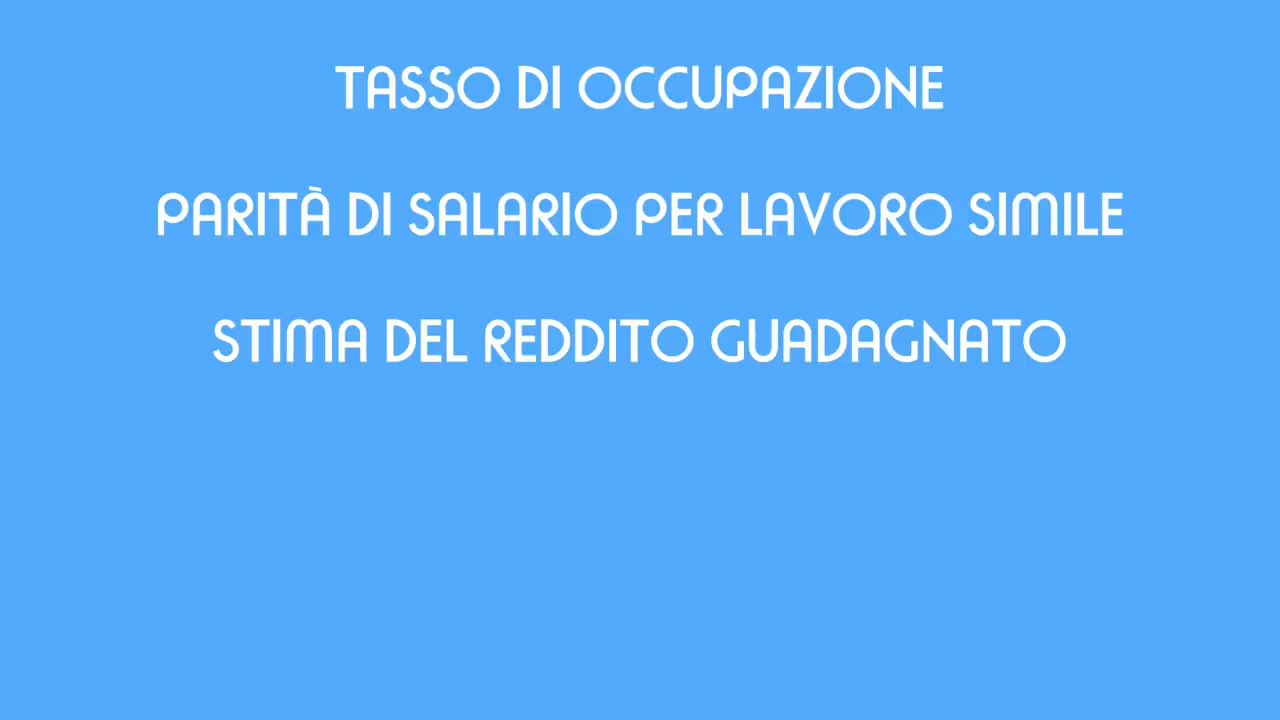 TASSO DI OCCUPAZIONE
PARITÀ DI SALARIO PER LAVORO SIMILE
STIMA DEL REDDITO GUADAGNATO